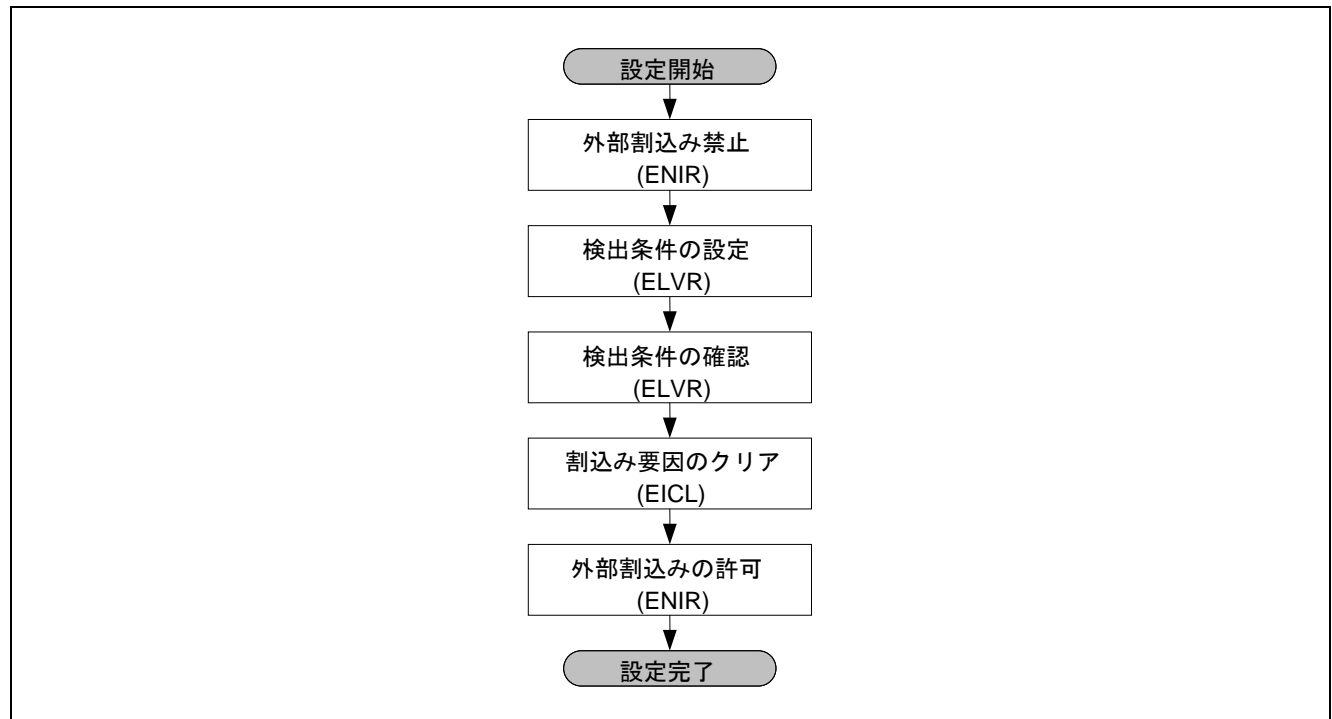 設定開始
外部割込み禁止
(ENIR)
検出条件の設定
(ELVR)
検出条件の確認
(ELVR)
割込み要因のクリア
(EICL)
外部割込みの許可
(ENIR)
設定完了